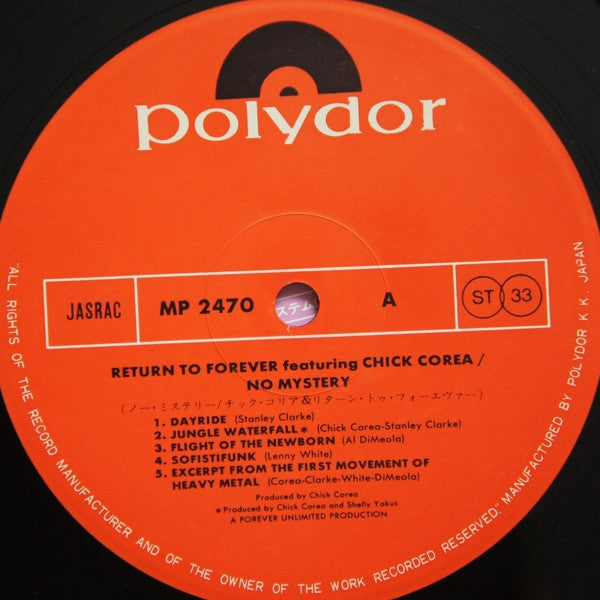 polydor
JASRAC
MP 2470
ステム
A
ST 33
RETURN TO FOREVER featuring CHICK COREA /
NO MYSTERY
(ノー・ミステリー/チック・コリア&リターン・トゥ・フォーエヴァー)
1. DAYRIDE (Stanley Clarke)
2. JUNGLE WATERFALL* (Chick Corea-Stanley Clarke)
3. FLIGHT OF THE NEWBORN (Al DiMeola)
4. SOFISTIFUNK (Lenny White)
5. EXCERPT FROM THE FIRST MOVEMENT OF
HEAVY METAL (Corea-Clarke-White-DiMeola)
Produced by Chick Corea
* Produced by Chick Corea and Shelly Yakus
A FOREVER UNLIMITED PRODUCTION
"ALL RIGHTS OF THE RECORD MANUFACTURER AND OF THE OWNER OF THE WORK RECORDED RESERVED." MANUFACTURED BY POLYDOR K.K. JAPAN